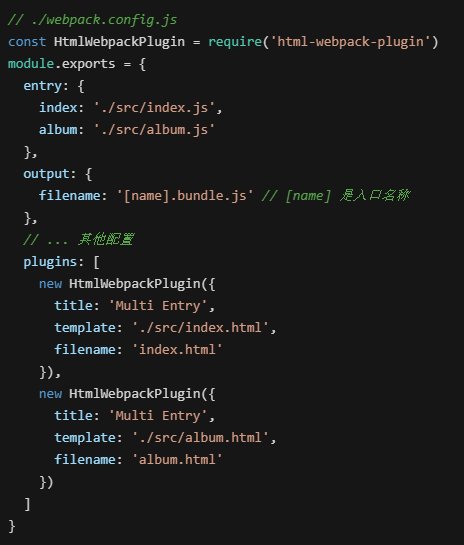 // ./webpack.config.js
const HtmlWebpackPlugin = require('html-webpack-plugin')
module.exports = {
  entry: {
    index: './src/index.js',
    album: './src/album.js'
  },
  output: {
    filename: '[name].bundle.js' // [name] 是入口名称
  },
  // ... 其他配置
  plugins: [
    new HtmlWebpackPlugin({
      title: 'Multi Entry',
      template: './src/index.html',
      filename: 'index.html'
    }),
    new HtmlWebpackPlugin({
      title: 'Multi Entry',
      template: './src/album.html',
      filename: 'album.html'
    })
  ]
}